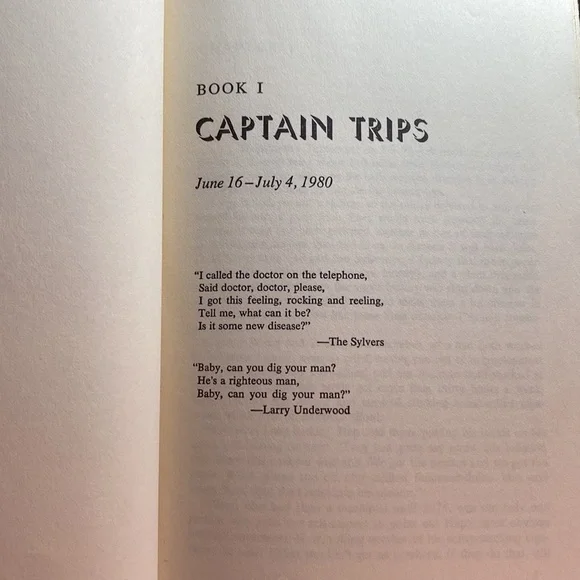 BOOK I
CAPTAIN TRIPS
June 16–July 4, 1980
"I called the doctor on the telephone,
Said doctor, doctor, please,
I got this feeling, rocking and reeling,
Tell me, what can it be?
Is it some new disease?"
—The Sylvers
"Baby, can you dig your man?
He's a righteous man,
Baby, can you dig your man?"
—Larry Underwood